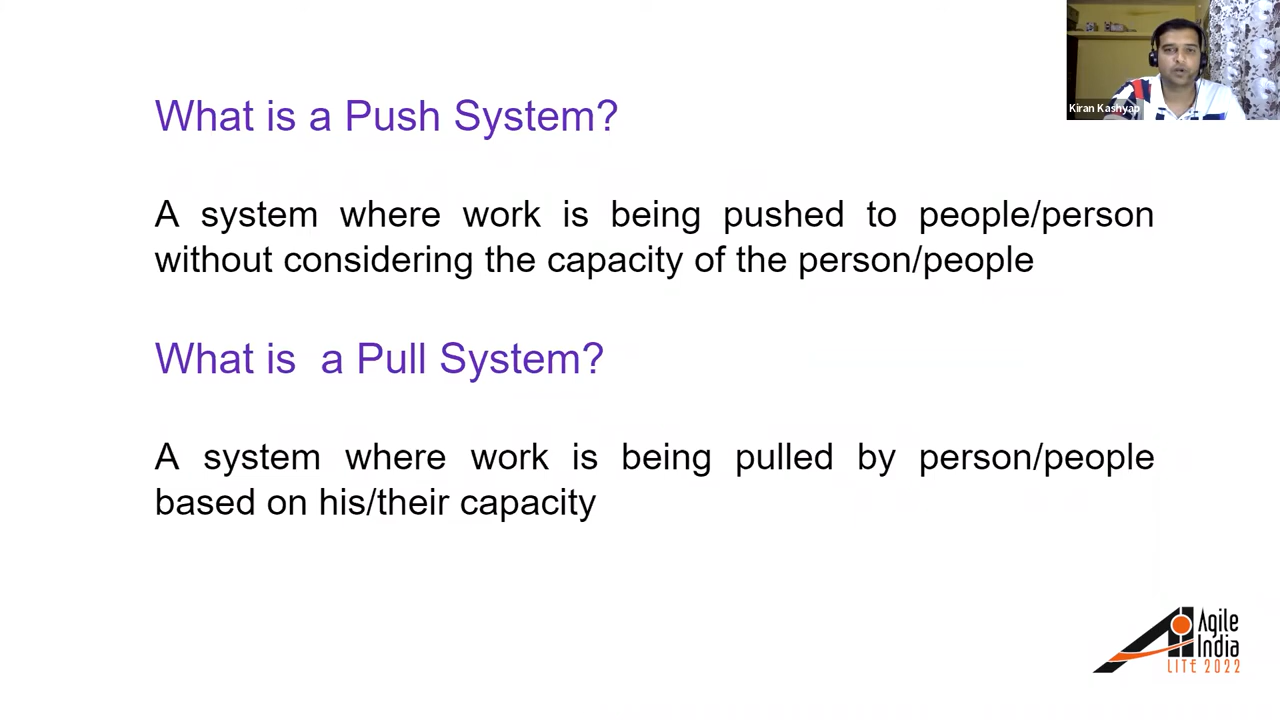 Kiran Kashyap
What is a Push System?
A system where work is being pushed to people/person
without considering the capacity of the person/people
What is  a Pull System?
A system where work is being pulled by person/people
based on his/their capacity
Agile
India
LITE 2022